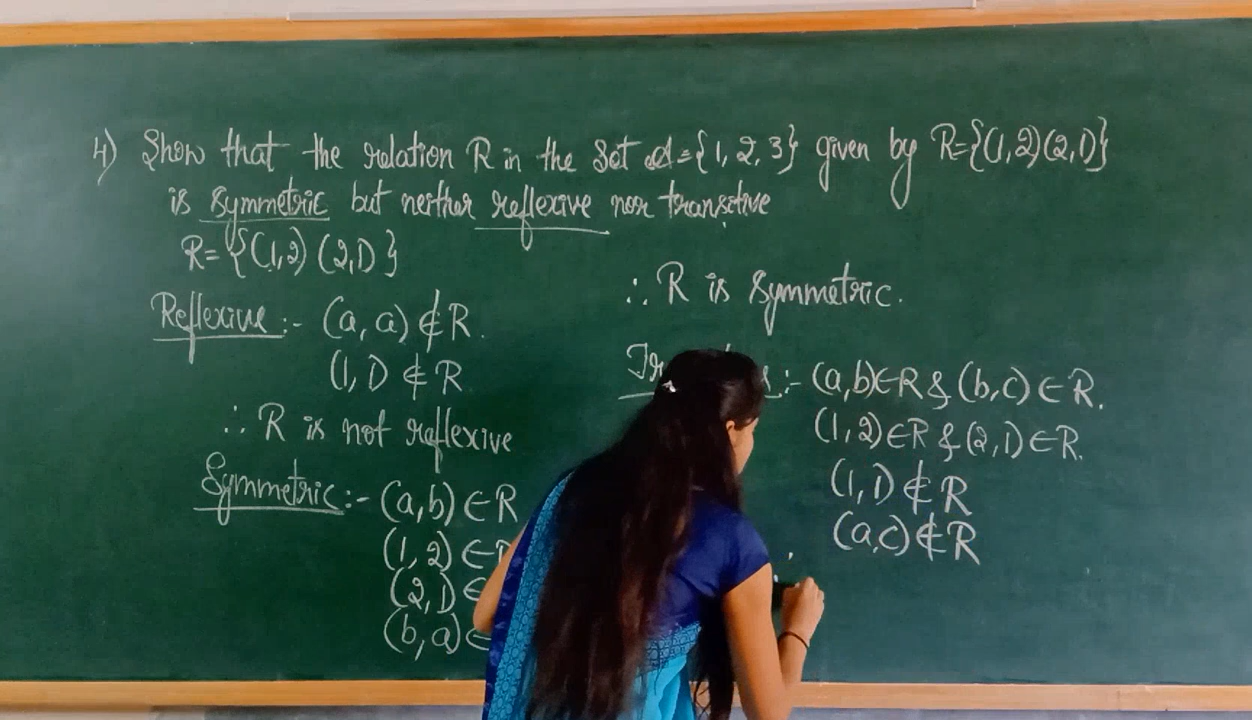 4) Show that the relation R in the Set A={1, 2, 3} given by R={(1,2)(2,1)}
is symmetric but neither reflexive nor transitive
R={(1,2) (2,1)}
Reflexive:- (a, a) ∉ R.
(1, 1) ∉ R
∴ R is not reflexive
Symmetric:- (a, b) ∈ R
(1, 2) ∈
(2, 1) ∈
(b, a) ∈
∴ R is Symmetric.
:- (a,b)∈R & (b,c) ∈ R.
(1,2)∈R & (2,1)∈R.
(1, 1) ∉ R
(a,c) ∉ R